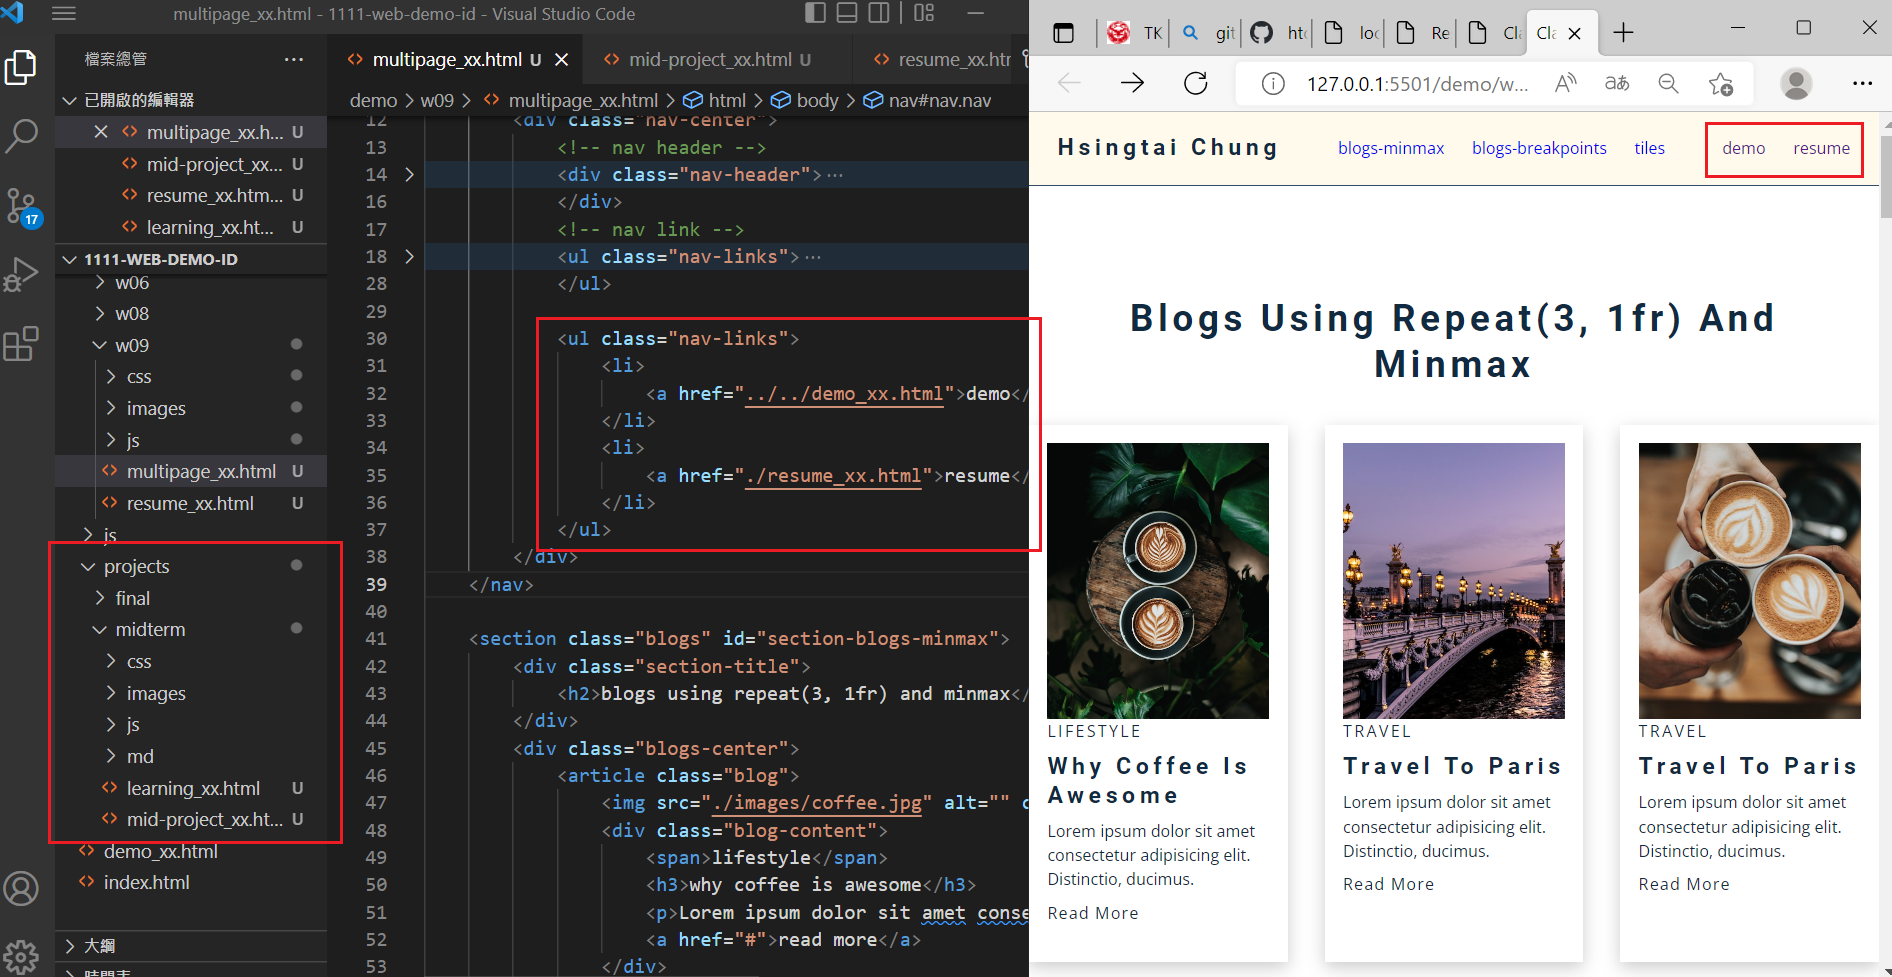 multipage_xx.html - 1111-web-demo-id - Visual Studio Code
檔案總管
已開啟的編輯器
multipage_xx.h... U
mid-project_xx... U
resume_xx.htm... U
learning_xx.ht... U
1111-WEB-DEMO-ID
w06
w08
w09
css
images
js
multipage_xx.html U
resume_xx.html U
js
projects
final
midterm
css
images
js
md
learning_xx.html U
mid-project_xx.ht... U
demo_xx.html
index.html
大綱
時間表
17
multipage_xx.html U
mid-project_xx.html U
resume_xx.htr
demo > w09 > multipage_xx.html > html > body > nav#nav.nav
12 <div class="nav-center">
13 <!-- nav header -->
14 <div class="nav-header">…
16 </div>
17 <!-- nav link -->
18 <ul class="nav-links">…
28 </ul>
29
30 <ul class="nav-links">
31 <li>
32 <a href="../../demo_xx.html">demo</
33 </li>
34 <li>
35 <a href="./resume_xx.html">resume</
36 </li>
37 </ul>
38 </div>
39 </nav>
40
41 <section class="blogs" id="section-blogs-minmax">
42 <div class="section-title">
43 <h2>blogs using repeat(3, 1fr) and minmax</
44 </div>
45 <div class="blogs-center">
46 <article class="blog">
47 <img src="./images/coffee.jpg" alt="" c
48 <div class="blog-content">
49 <span>lifestyle</span>
50 <h3>why coffee is awesome</h3>
51 <p>Lorem ipsum dolor sit amet conse
52 <a href="#">read more</a>
53 </div>
TK
git
htt
loc
Re
Cla
Cla
127.0.0.1:5501/demo/w...
Hsingtai Chung
blogs-minmax
blogs-breakpoints
tiles
demo
resume
Blogs Using Repeat(3, 1fr) And
Minmax
LIFESTYLE
Why Coffee Is
Awesome
Lorem ipsum dolor sit amet
consectetur adipisicing elit.
Distinctio, ducimus.
Read More
TRAVEL
Travel To Paris
Lorem ipsum dolor sit amet
consectetur adipisicing elit.
Distinctio, ducimus.
Read More
TRAVEL
Travel To Paris
Lorem ipsum dolor sit amet
consectetur adipisicing elit.
Distinctio, ducimus.
Read More